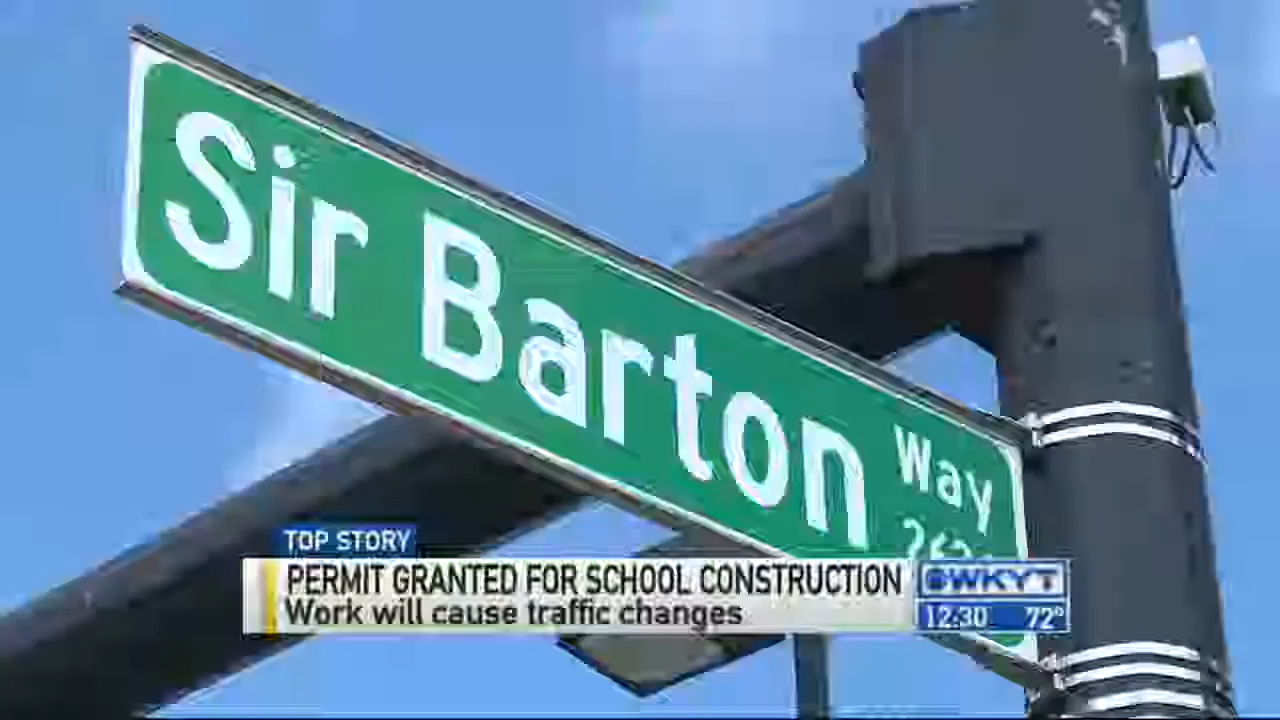 Sir Barton Way
TOP STORY
PERMIT GRANTED FOR SCHOOL CONSTRUCTION
Work will cause traffic changes
WKYT
12:30 72°